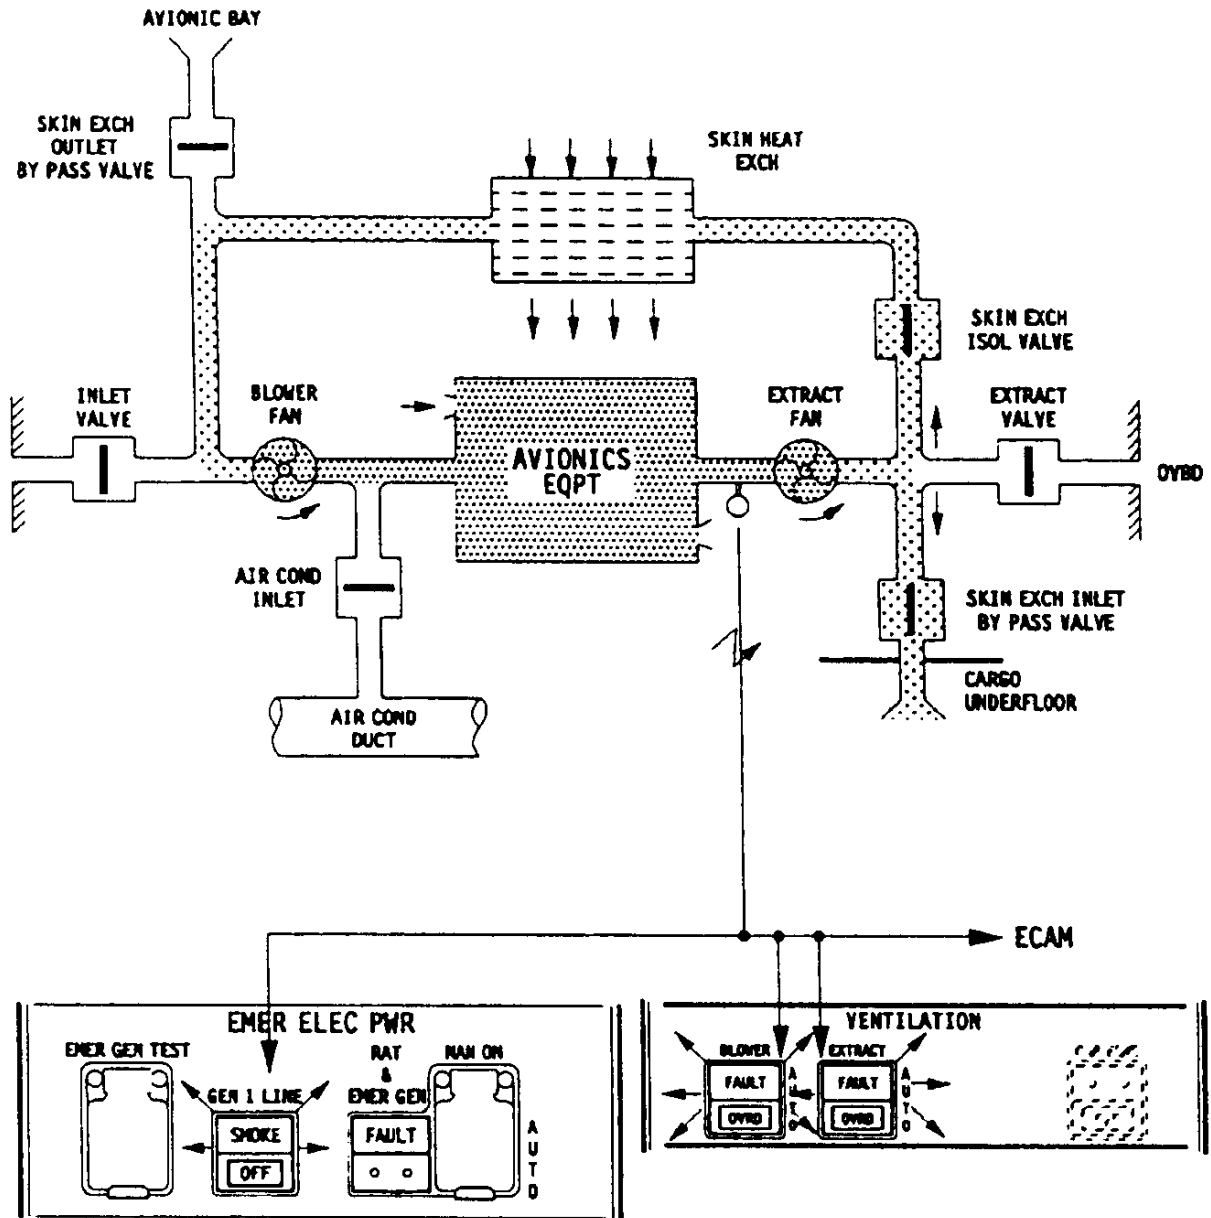 AVIONIC BAY
SKIN EXCH
OUTLET
BY PASS VALVE
SKIN HEAT
EXCH
SKIN EXCH
ISOL VALVE
INLET
VALVE
BLOWER
FAN
EXTRACT
FAN
EXTRACT
VALVE
AVIONICS
EQPT
OVBD
AIR COND
INLET
SKIN EXCH INLET
BY PASS VALVE
CARGO
UNDERFLOOR
AIR COND
DUCT
ECAM
EMER ELEC PWR
EMER GEN TEST
GEN 1 LINE
SMOKE
OFF
RAT
&
EMER GEN
FAULT
MAN ON
AUTO
VENTILATION
BLOWER
FAULT
OVRD
AUTO
EXTRACT
FAULT
OVRD
AUTO